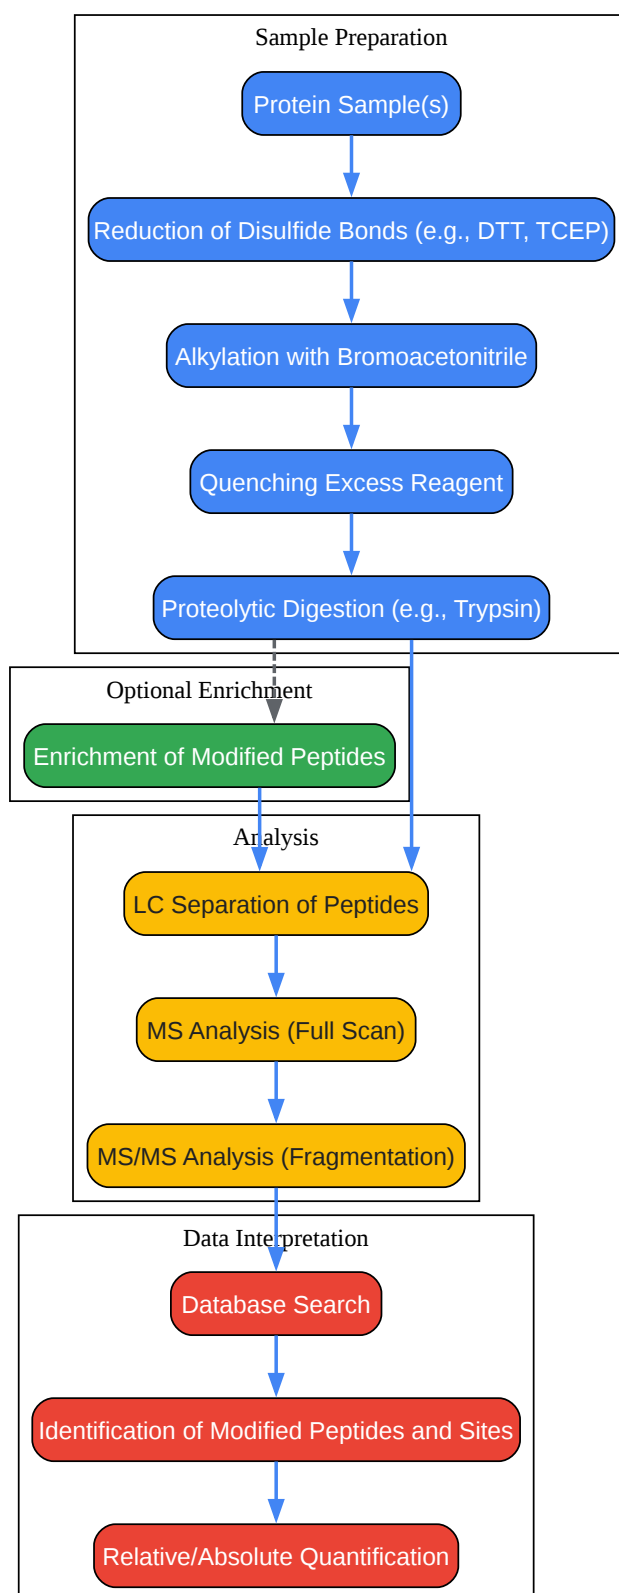 Sample Preparation
Protein Sample(s)
Reduction of Disulfide Bonds (e.g., DTT, TCEP)
Alkylation with Bromoacetonitrile
Quenching Excess Reagent
Proteolytic Digestion (e.g., Trypsin)
Optional Enrichment
Enrichment of Modified Peptides
Analysis
LC Separation of Peptides
MS Analysis (Full Scan)
MS/MS Analysis (Fragmentation)
Data Interpretation
Database Search
Identification of Modified Peptides and Sites
Relative/Absolute Quantification